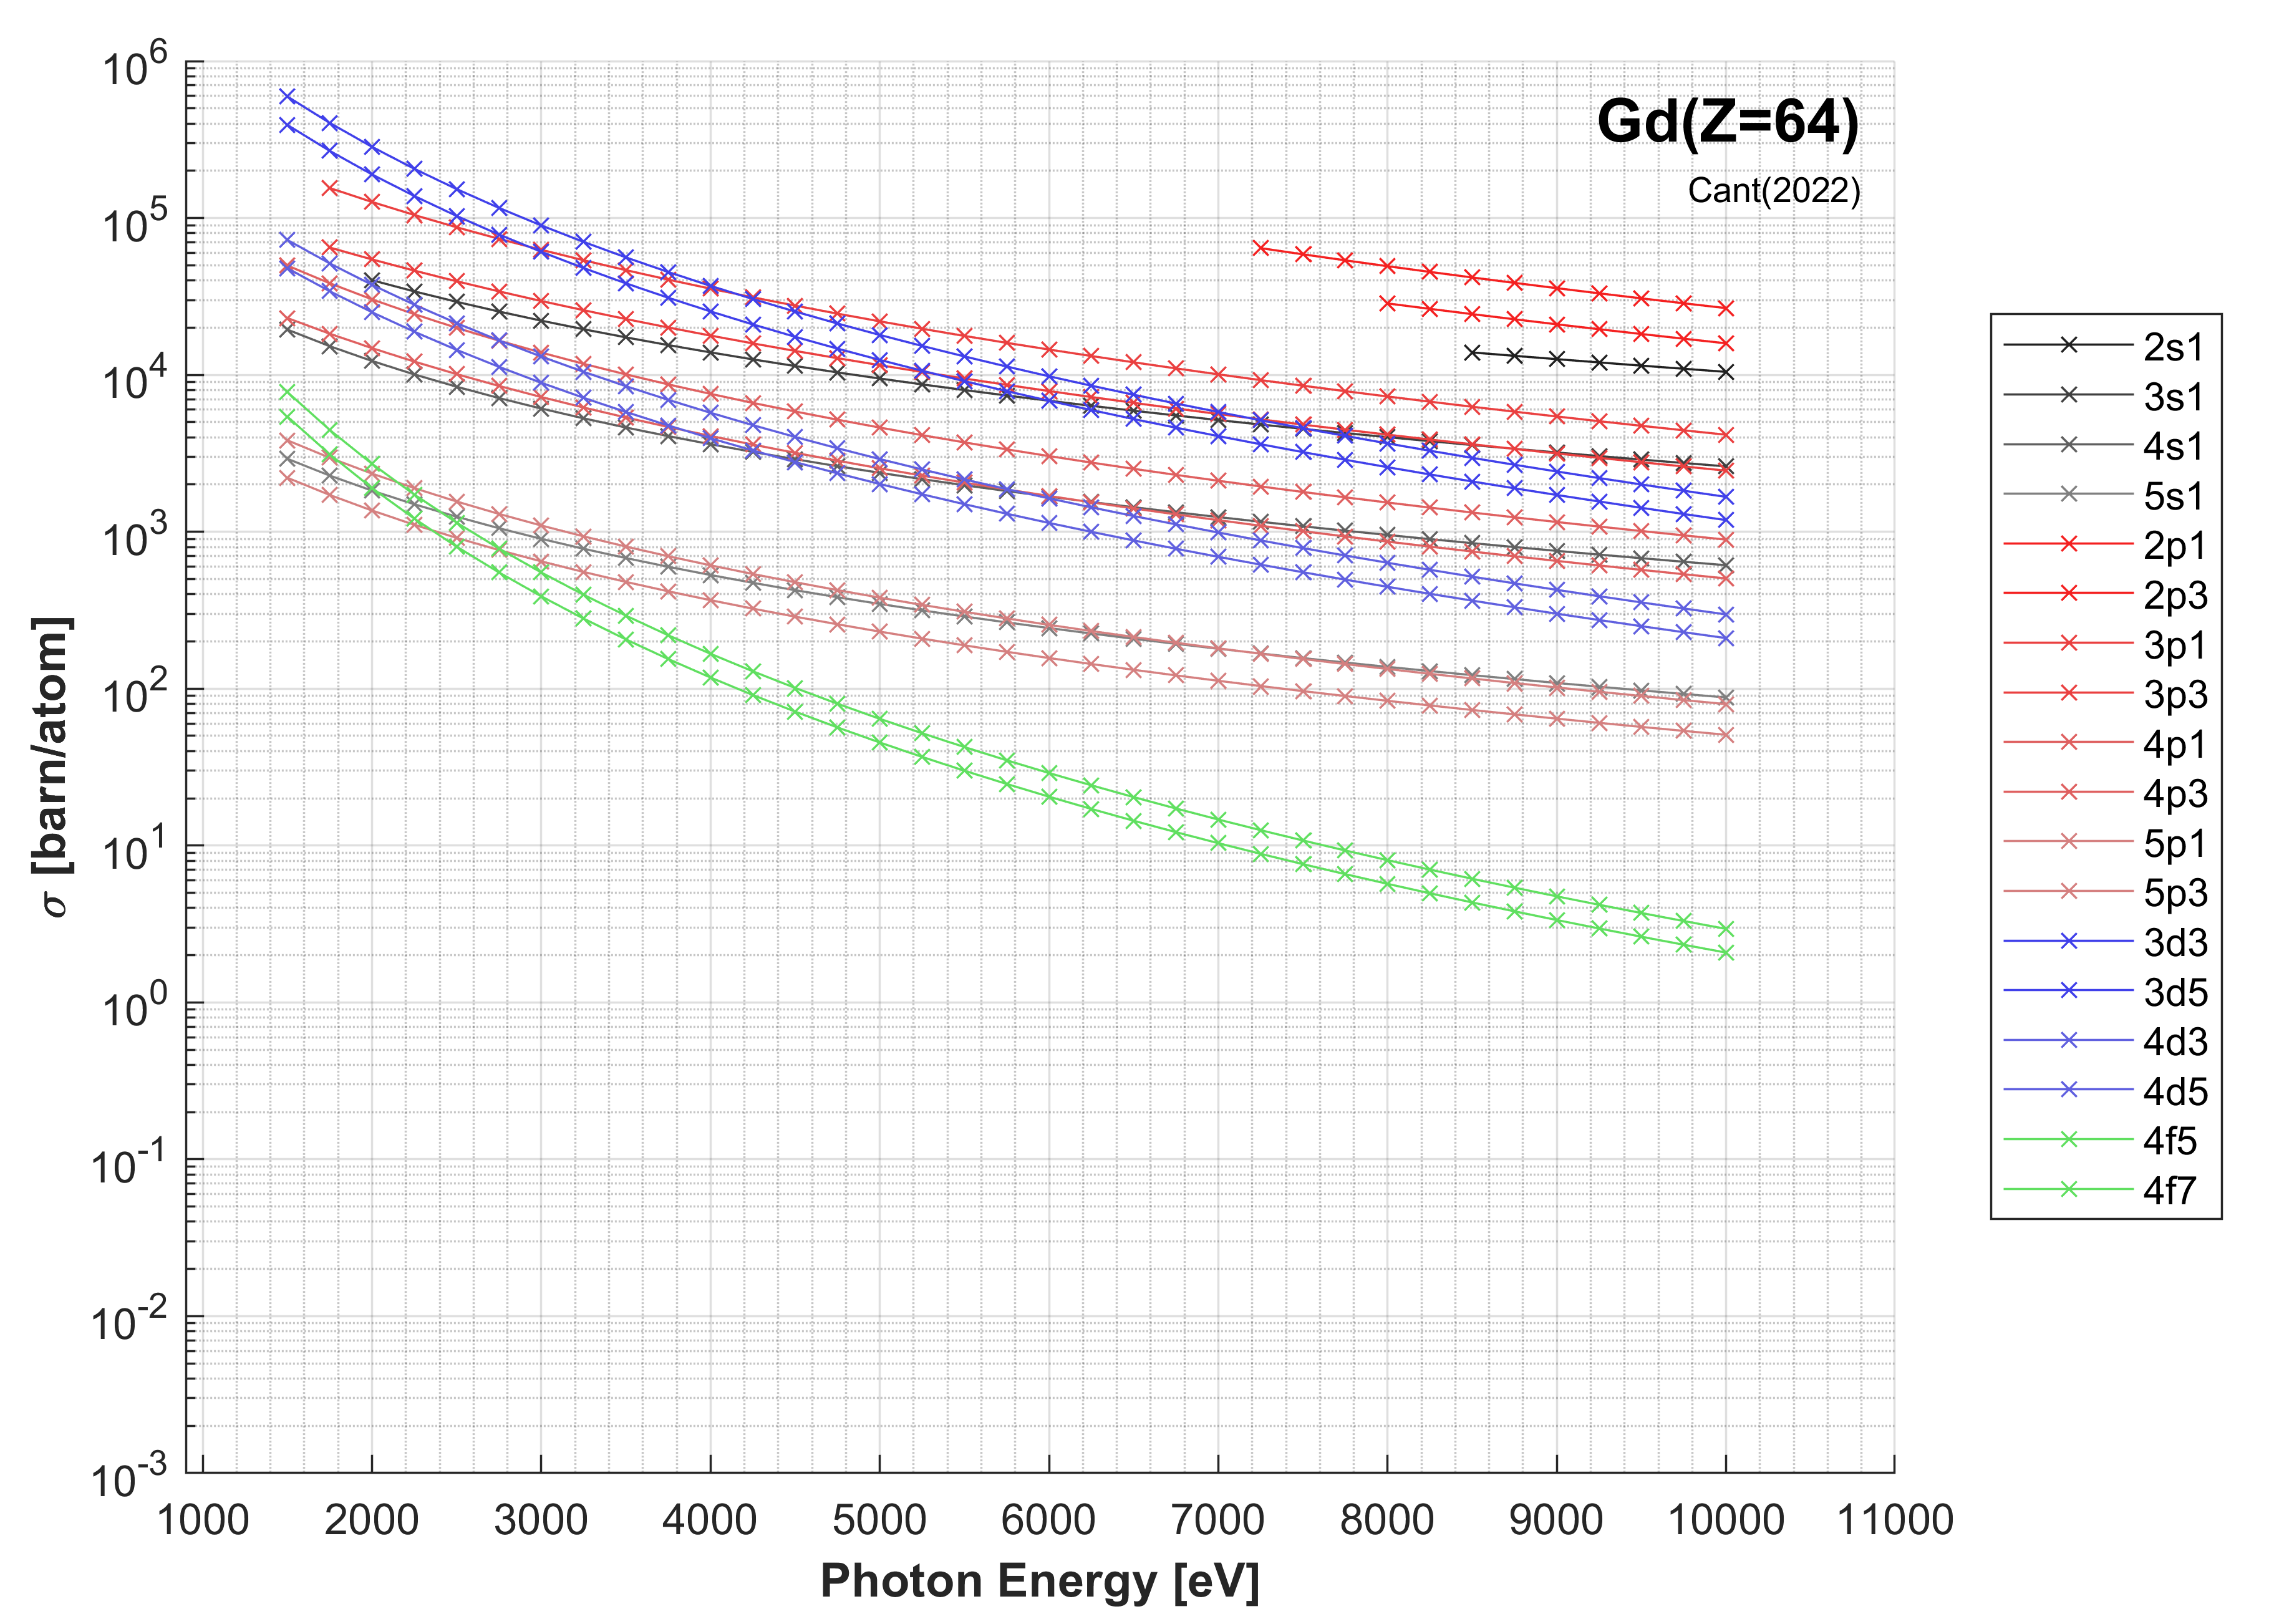 Gd(Z=64)
Cant(2022)
σ [barn/atom]
10^6
10^5
10^4
10^3
10^2
10^1
10^0
10^-1
10^-2
10^-3
1000 2000 3000 4000 5000 6000 7000 8000 9000 10000 11000
Photon Energy [eV]
2s1
3s1
4s1
5s1
2p1
2p3
3p1
3p3
4p1
4p3
5p1
5p3
3d3
3d5
4d3
4d5
4f5
4f7